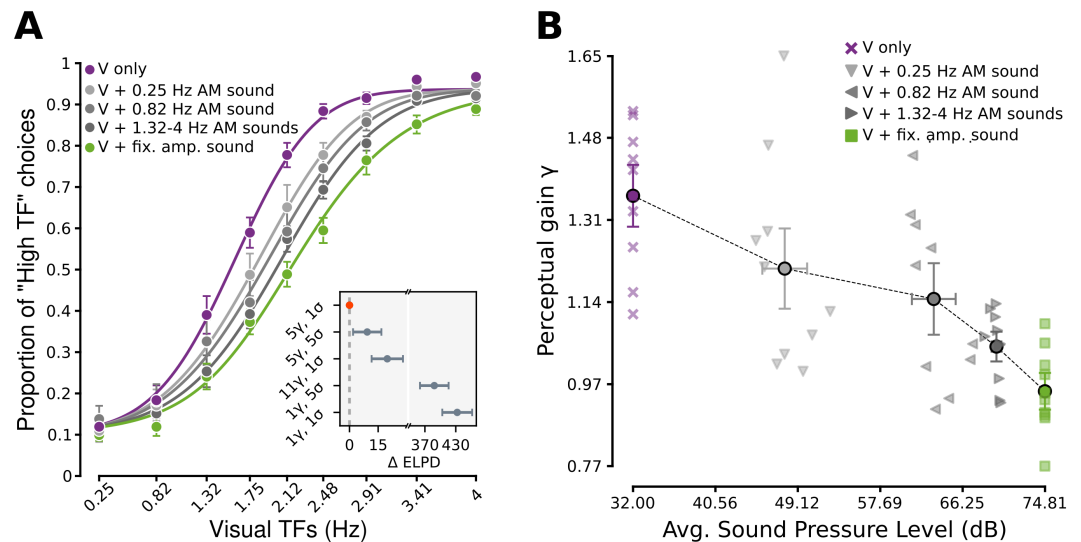 A
Proportion of "High TF" choices
1
0.9
0.8
0.7
0.6
0.5
0.4
0.3
0.2
0.1
0
V only
V + 0.25 Hz AM sound
V + 0.82 Hz AM sound
V + 1.32-4 Hz AM sounds
V + fix. amp. sound
5γ, 1σ
5γ, 5σ
11γ, 1σ
1γ, 5σ
1γ, 1σ
0 15 370 430
Δ ELPD
0.25 0.82 1.32 1.75 2.12 2.48 2.91 3.41 4
Visual TFs (Hz)
B
Perceptual gain γ
1.65
1.48
1.31
1.14
0.97
0.77
V only
V + 0.25 Hz AM sound
V + 0.82 Hz AM sound
V + 1.32-4 Hz AM sounds
V + fix. amp. sound
32.00 40.56 49.12 57.69 66.25 74.81
Avg. Sound Pressure Level (dB)